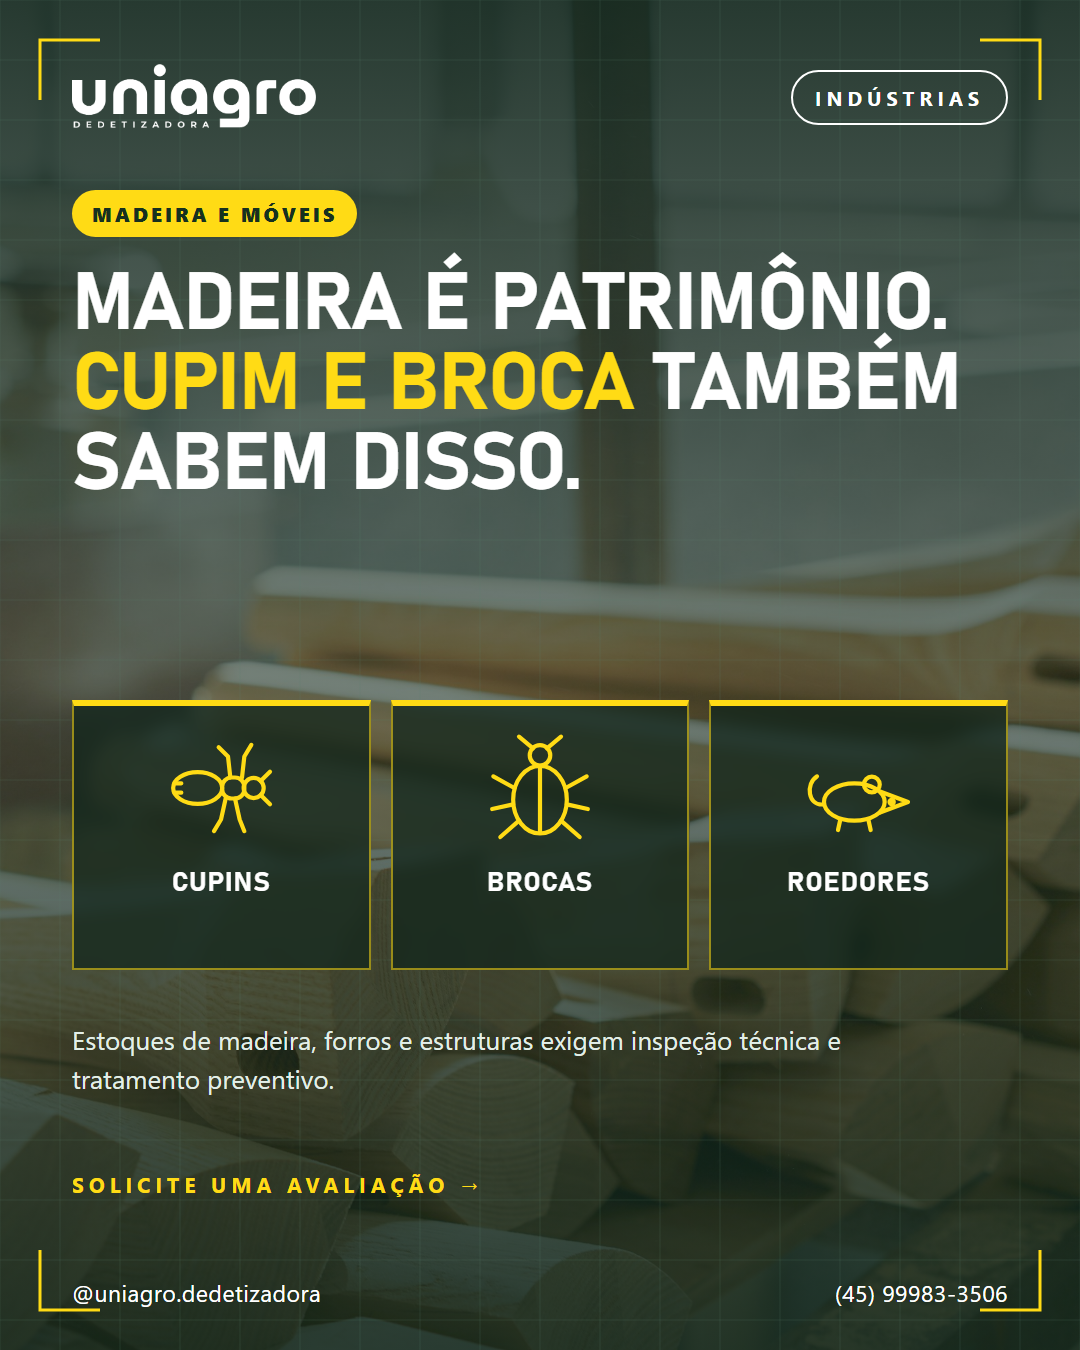 uniagro
DEDETIZADORA
INDÚSTRIAS
MADEIRA E MÓVEIS
MADEIRA É PATRIMÔNIO.
CUPIM E BROCA TAMBÉM
SABEM DISSO.
CUPINS
BROCAS
ROEDORES
Estoques de madeira, forros e estruturas exigem inspeção técnica e
tratamento preventivo.
SOLICITE UMA AVALIAÇÃO →
@uniagro.dedetizadora
(45) 99983-3506